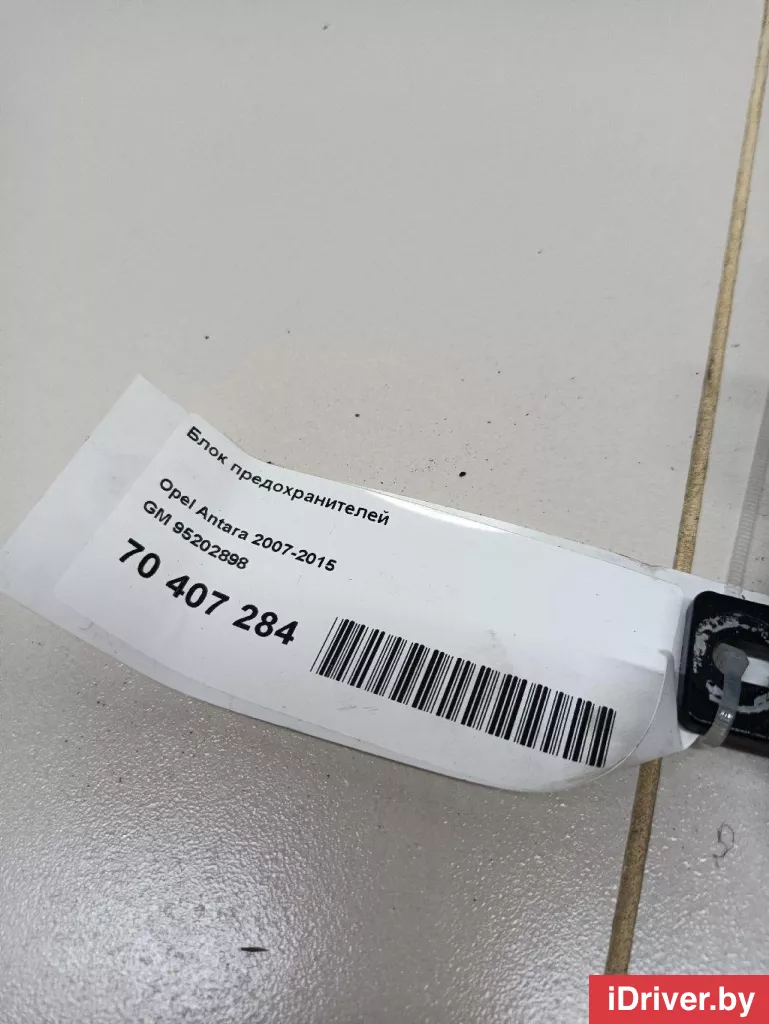 Блок предохранителей
Opel Antara 2007-2015
GM 95202898
70 407 284
iDriver.by